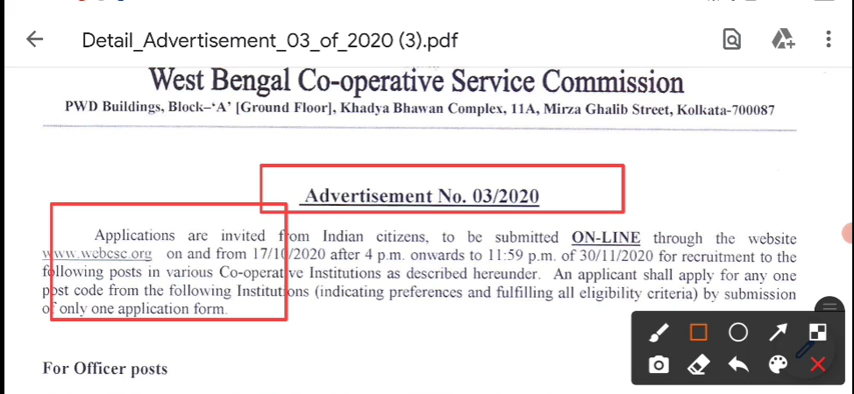 Detail_Advertisement_03_of_2020 (3).pdf
West Bengal Co-operative Service Commission
PWD Buildings, Block–‘A’ [Ground Floor], Khadya Bhawan Complex, 11A, Mirza Ghalib Street, Kolkata-700087
Advertisement No. 03/2020
Applications are invited from Indian citizens, to be submitted ON-LINE through the website
www.webcsc.org on and from 17/10/2020 after 4 p.m. onwards to 11:59 p.m. of 30/11/2020 for recruitment to the
following posts in various Co-operative Institutions as described hereunder. An applicant shall apply for any one
post code from the following Institutions (indicating preferences and fulfilling all eligibility criteria) by submission
of only one application form.
For Officer posts